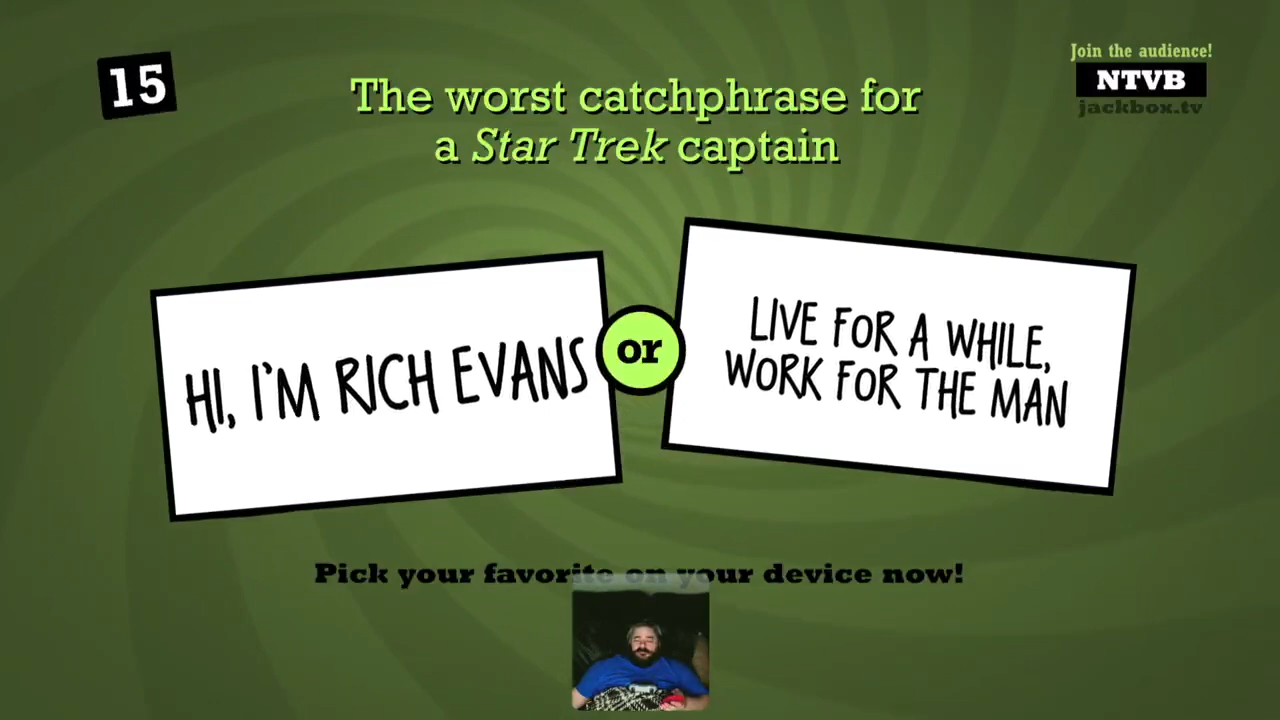 15
Join the audience!
NTVB
jackbox.tv
The worst catchphrase for
a Star Trek captain
HI, I'M RICH EVANS
or
LIVE FOR A WHILE,
WORK FOR THE MAN
Pick your favorite on your device now!